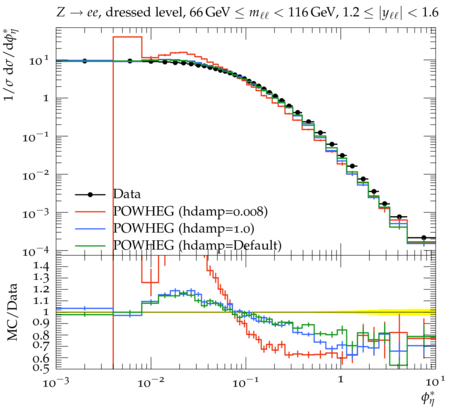 Z → ee, dressed level, 66 GeV ≤ mℓℓ < 116 GeV, 1.2 ≤ |yℓℓ| < 1.6
1/σ dσ/dφ*η
10¹
1
10⁻¹
10⁻²
10⁻³
10⁻⁴
Data
POWHEG (hdamp=0.008)
POWHEG (hdamp=1.0)
POWHEG (hdamp=Default)
MC/Data
1.4
1.3
1.2
1.1
1
0.9
0.8
0.7
0.6
0.5
10⁻³ 10⁻² 10⁻¹ 1 10¹
φ*η